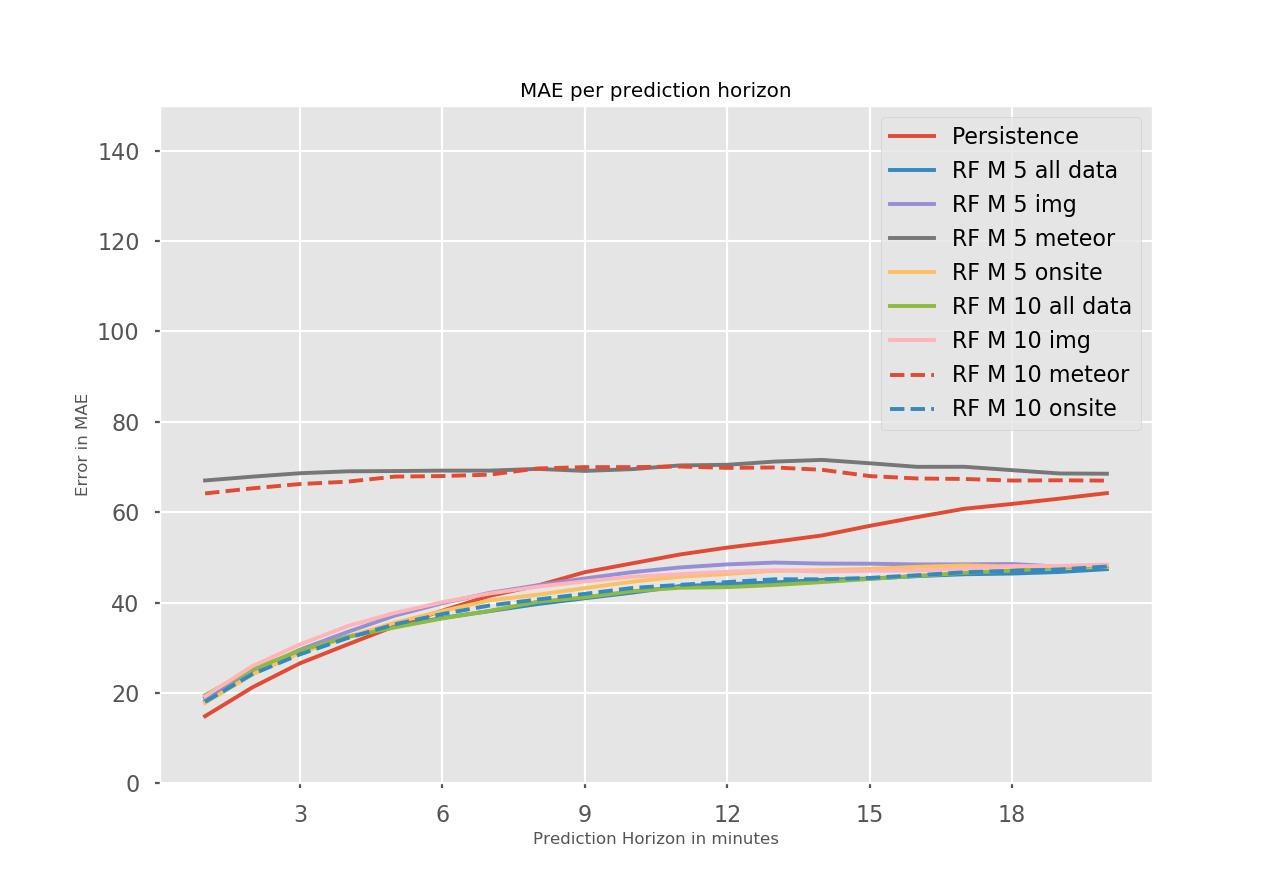 MAE per prediction horizon
Persistence
RF M 5 all data
RF M 5 img
RF M 5 meteor
RF M 5 onsite
RF M 10 all data
RF M 10 img
RF M 10 meteor
RF M 10 onsite
Error in MAE
140
120
100
80
60
40
20
0
3 6 9 12 15 18
Prediction Horizon in minutes